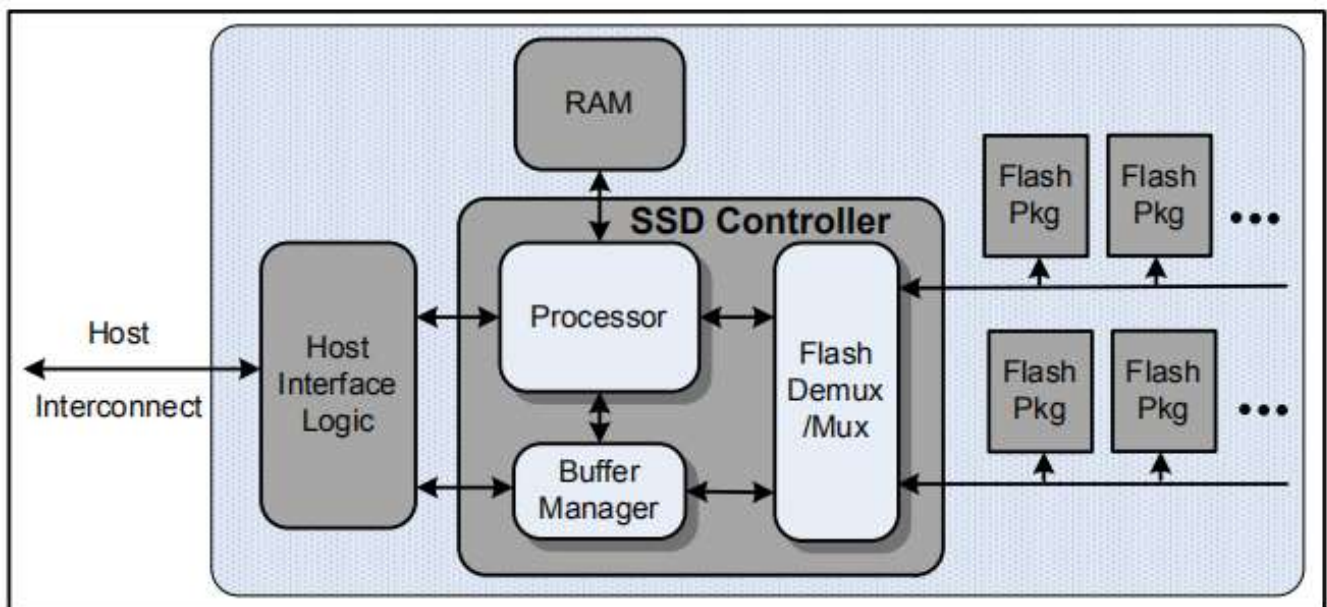 RAM
SSD Controller
Flash
Pkg
Flash
Pkg
Host
Interconnect
Host
Interface
Logic
Processor
Buffer
Manager
Flash
Demux
/Mux
Flash
Pkg
Flash
Pkg